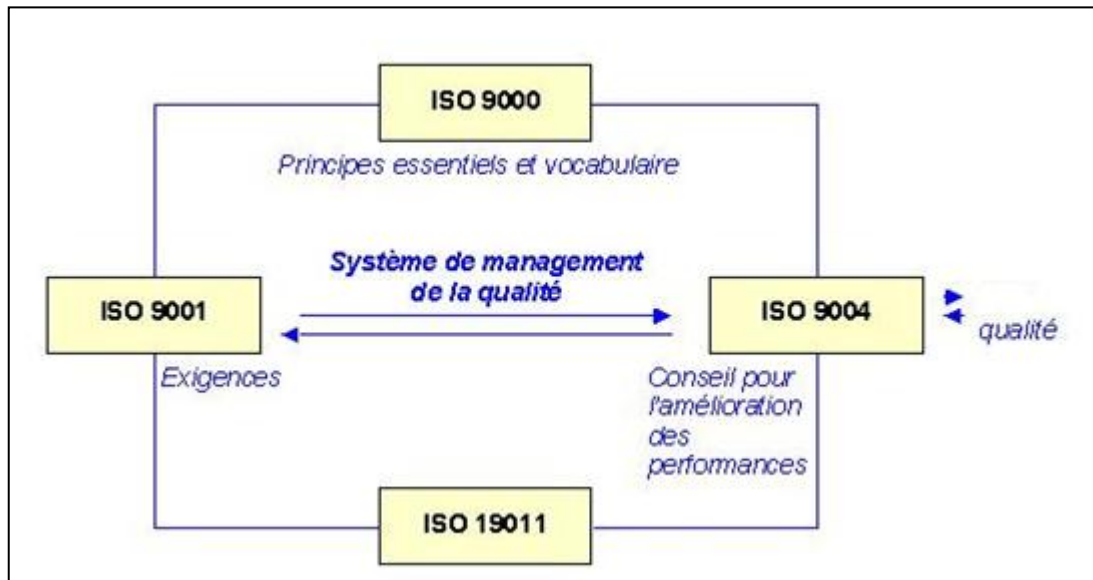 ISO 9000
Principes essentiels et vocabulaire
Système de management
de la qualité
ISO 9001
ISO 9004
qualité
Exigences
Conseil pour
l'amélioration
des
performances
ISO 19011